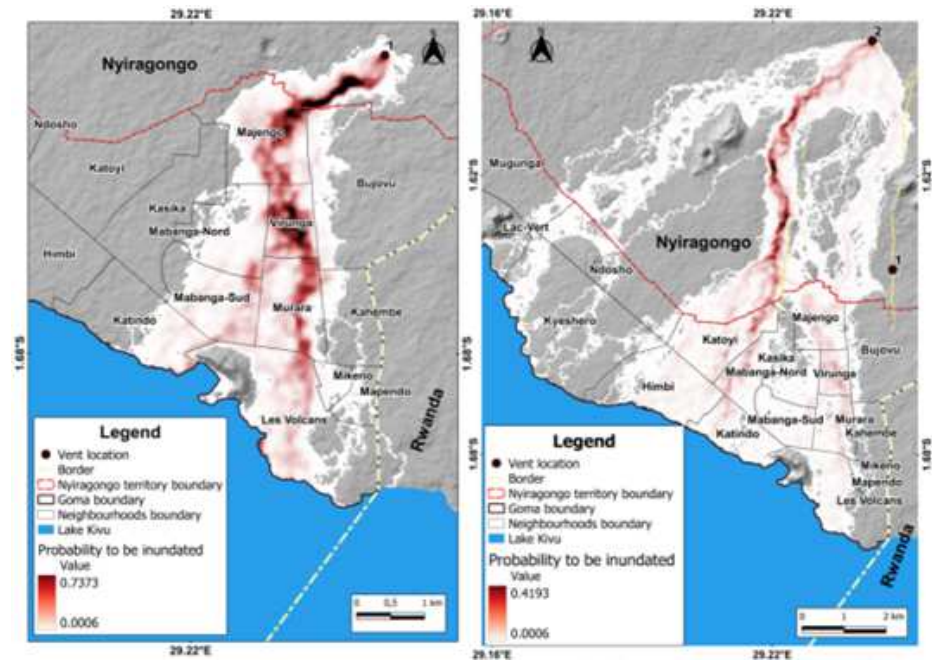 29.22°E
1
N
Nyiragongo
Ndosho
Majengo
Katoyi
Bujovu
Kasika
Virunga
Mabanga-Nord
Himbi
Mabanga-Sud
Murara
Kahembe
Katindo
1.68°S
Mikeno
Mapendo
Les Volcans
Rwanda
Legend
Vent location
Border
Nyiragongo territory boundary
Goma boundary
Neighbourhoods boundary
Lake Kivu
Probability to be inundated
Value
0.7373
0.0006
0 0,5 1 km
29.22°E
29.16°E 29.22°E
2
N
1.62°S 1.62°S
Mugunga
Lac-Vert
Nyiragongo
Ndosho
1
Kyeshero
Majengo
Katoyi
Kasika
Bujovu
Mabanga-Nord Virunga
Himbi
Mabanga-Sud Murara
Katindo
Kahembe
1.68°S 1.68°S
Mikeno
Mapendo
Les Volcans
Rwanda
Legend
Vent location
Border
Nyiragongo territory boundary
Goma boundary
Neighbourhoods boundary
Lake Kivu
Probability to be inundated
Value
0.4193
0.0006
0 1 2 km
29.16°E 29.22°E